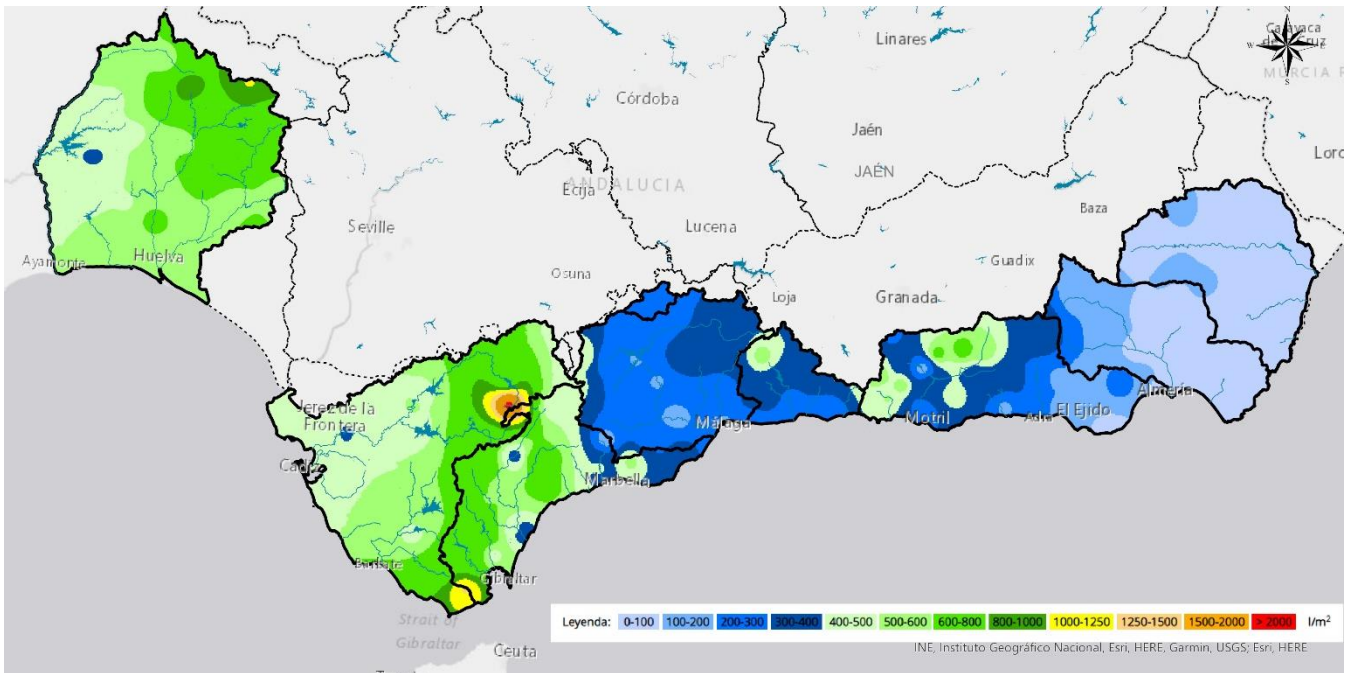 Linares
Caravaca
de la Cruz
N
W E
S
MURCIA
Córdoba
Jaén
JAÉN
Lorc
Écija
ANDALUCIA
Baza
Seville
Lucena
Ayamonte
Huelva
Osuna
Guadix
Loja
Granada
Jerez de la
Frontera
Almería
Cadiz
Málaga
Motril
Adra
El Ejido
Marbella
Barbate
Gibraltar
Strait of
Gibraltar
Ceuta
Leyenda: 0-100 100-200 200-300 300-400 400-500 500-600 600-800 800-1000 1000-1250 1250-1500 1500-2000 > 2000 l/m²
INE, Instituto Geográfico Nacional, Esri, HERE, Garmin, USGS; Esri, HERE